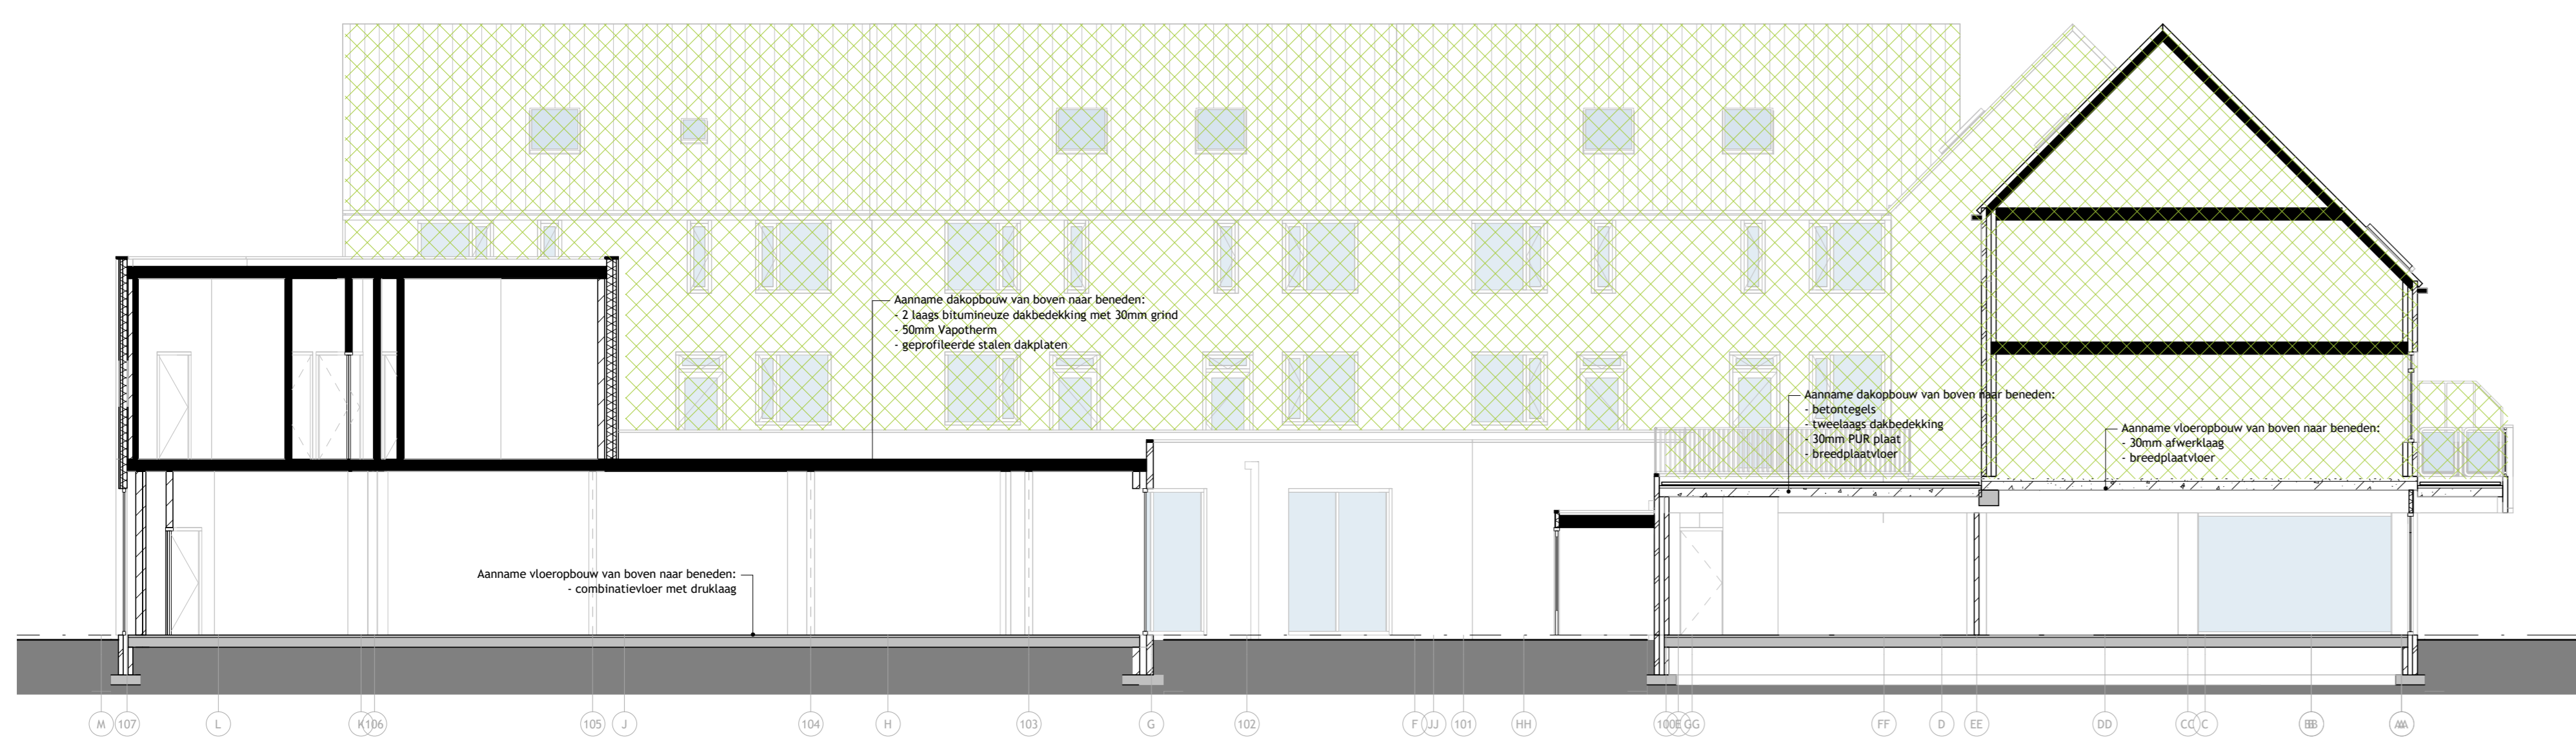 Aanname dakopbouw van boven naar beneden:
- 2 laags bitumineuze dakbedekking met 30mm grind
- 50mm Vapotherm
- geprofileerde stalen dakplaten
Aanname dakopbouw van boven naar beneden:
- betontegels
- tweelaags dakbedekking
- 30mm PUR plaat
- breedplaatvloer
Aanname vloeropbouw van boven naar beneden:
- 30mm afwerklaag
- breedplaatvloer
Aanname vloeropbouw van boven naar beneden:
- combinatievloer met druklaag
M 107 L K 106 105 J 104 H 103 G 102 F JJ 101 HH 100 E GG FF D EE DD CC C BB AA